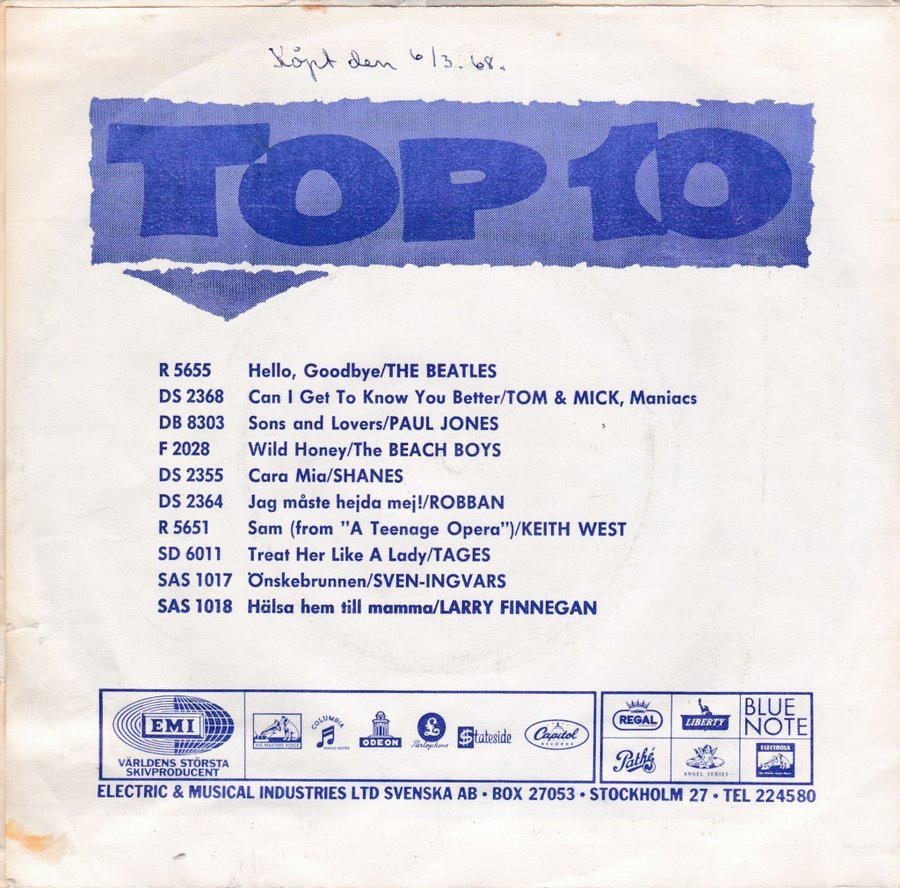 Köpt den 6/3. 68.
TOP 10
R 5655 Hello, Goodbye/THE BEATLES
DS 2368 Can I Get To Know You Better/TOM & MICK, Maniacs
DB 8303 Sons and Lovers/PAUL JONES
F 2028 Wild Honey/The BEACH BOYS
DS 2355 Cara Mia/SHANES
DS 2364 Jag måste hejda mej!/ROBBAN
R 5651 Sam (from ”A Teenage Opera”)/KEITH WEST
SD 6011 Treat Her Like A Lady/TAGES
SAS 1017 Önskebrunnen/SVEN-INGVARS
SAS 1018 Hälsa hem till mamma/LARRY FINNEGAN
EMI
VÄRLDENS STÖRSTA
SKIVPRODUCENT
HIS MASTERS VOICE
COLUMBIA
MAGIC NOTES
ODEON
£
Parlophone
Stateside
Capitol
RECORDS
REGAL
LIBERTY
BLUE
NOTE
Pathé
ANGEL SERIES
ELECTROLA
ELECTRIC & MUSICAL INDUSTRIES LTD SVENSKA AB • BOX 27053 • STOCKHOLM 27 • TEL 224580